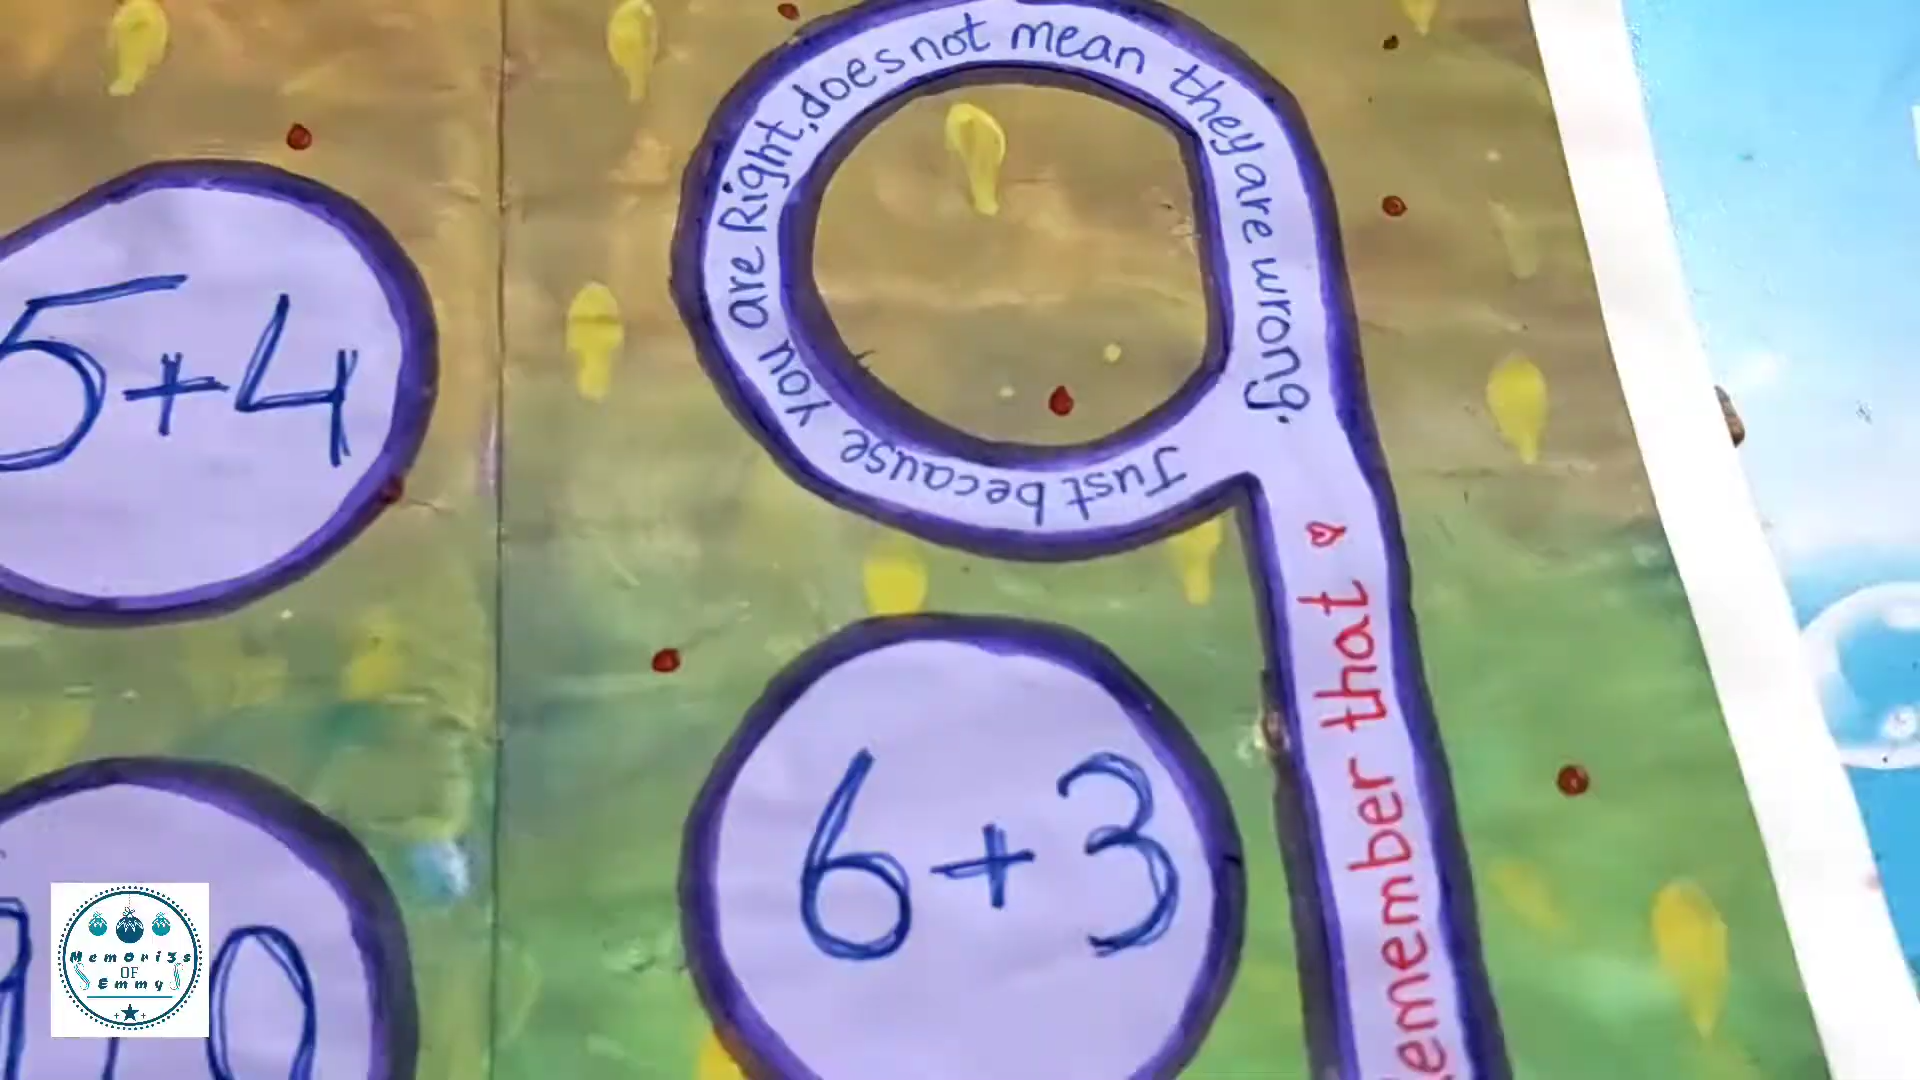 Just because you are Right, does not mean they are wrong.
5+4
6+3
emember that
Memori3s
OF
Emmy